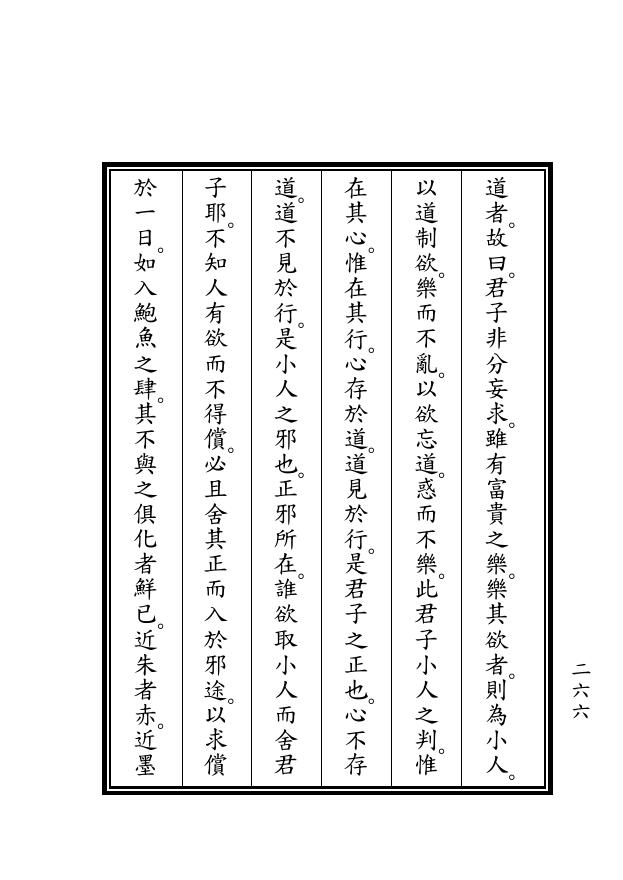 道者。故曰。君子非分妄求。雖有富貴之樂。樂其欲者。則為小人。
以道制欲。樂而不亂。以欲忘道。惑而不樂。此君子小人之判。惟
在其心。惟在其行。心存於道。道見於行。是君子之正也。心不存
道。道不見於行。是小人之邪也。正邪所在。誰欲取小人而舍君
子耶。不知人有欲而不得償。必且舍其正而入於邪途。以求償
於一日。如入鮑魚之肆。其不與之俱化者鮮已。近朱者赤。近墨
二六六